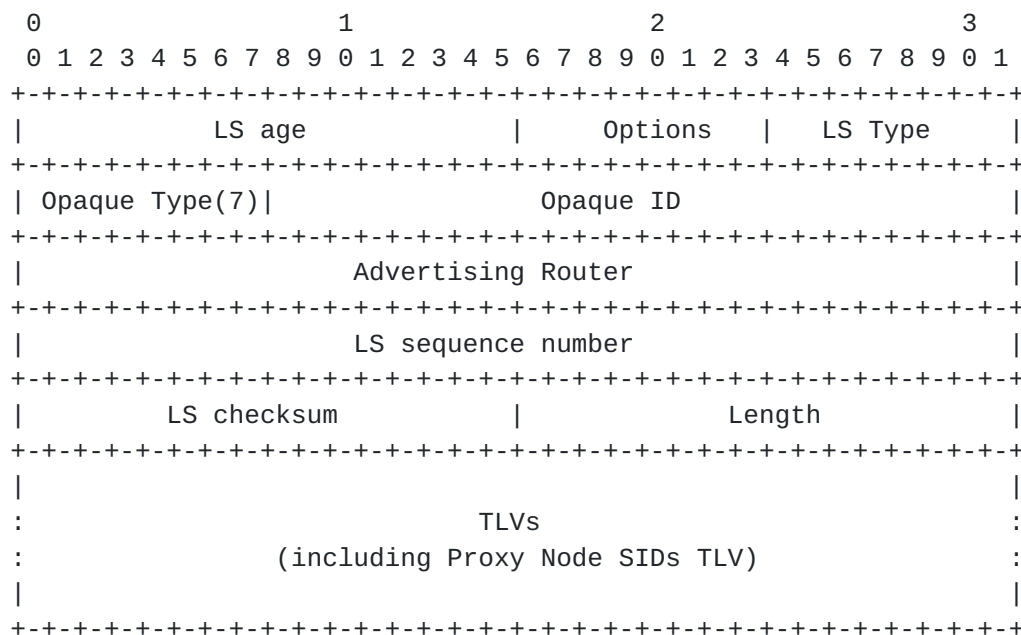 0                   1                   2                   3
 0 1 2 3 4 5 6 7 8 9 0 1 2 3 4 5 6 7 8 9 0 1 2 3 4 5 6 7 8 9 0 1
+-+-+-+-+-+-+-+-+-+-+-+-+-+-+-+-+-+-+-+-+-+-+-+-+-+-+-+-+-+-+-+-+
|            LS age             |     Options   |   LS Type     |
+-+-+-+-+-+-+-+-+-+-+-+-+-+-+-+-+-+-+-+-+-+-+-+-+-+-+-+-+-+-+-+-+
| Opaque Type(7)|                 Opaque ID                     |
+-+-+-+-+-+-+-+-+-+-+-+-+-+-+-+-+-+-+-+-+-+-+-+-+-+-+-+-+-+-+-+-+
|                     Advertising Router                        |
+-+-+-+-+-+-+-+-+-+-+-+-+-+-+-+-+-+-+-+-+-+-+-+-+-+-+-+-+-+-+-+-+
|                     LS sequence number                        |
+-+-+-+-+-+-+-+-+-+-+-+-+-+-+-+-+-+-+-+-+-+-+-+-+-+-+-+-+-+-+-+-+
|         LS checksum           |             Length            |
+-+-+-+-+-+-+-+-+-+-+-+-+-+-+-+-+-+-+-+-+-+-+-+-+-+-+-+-+-+-+-+-+
|                                                               |
:                             TLVs                              :
:                (including Proxy Node SIDs TLV)                :
|                                                               |
+-+-+-+-+-+-+-+-+-+-+-+-+-+-+-+-+-+-+-+-+-+-+-+-+-+-+-+-+-+-+-+-+